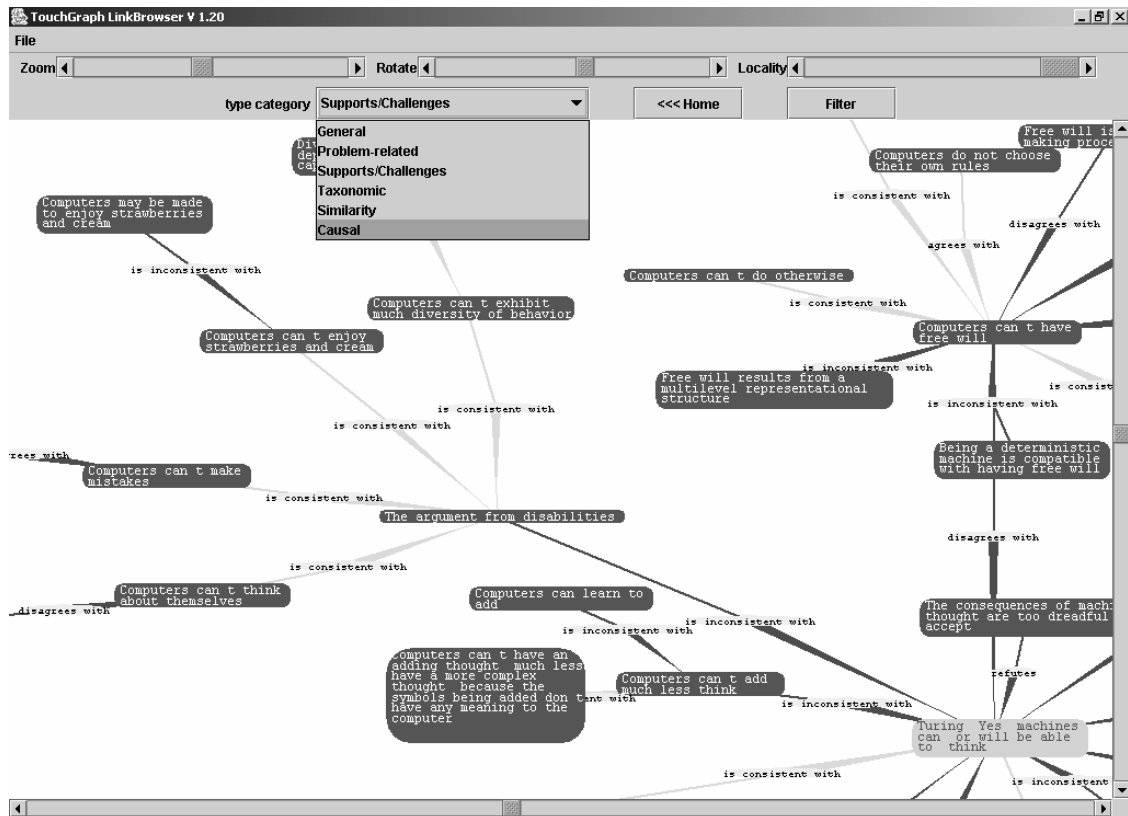 TouchGraph LinkBrowser V 1.20
File
Zoom
Rotate
Locality
type category
Supports/Challenges
<<< Home
Filter
General
Problem-related
Supports/Challenges
Taxonomic
Similarity
Causal
Free will is
making proce
Computers do not choose
their own rules
Computers may be made
to enjoy strawberries
and cream
is consistent with
disagrees with
agrees with
is inconsistent with
Computers can t do otherwise
is consistent with
Computers can t exhibit
much diversity of behavior
Computers can t enjoy
strawberries and cream
Computers can t have
free will
is inconsistent with
Free will results from a
multilevel representational
structure
is consist
is inconsistent with
is consistent with
is consistent with
Being a deterministic
machine is compatible
with having free will
rees with
Computers can t make
mistakes
is consistent with
The argument from disabilities
disagrees with
is consistent with
Computers can t think
about themselves
disagrees with
Computers can learn to
add
The consequences of machi
thought are too dreadful
accept
is inconsistent with
is inconsistent with
Computers can t have an
adding thought much less
have a more complex
thought because the
symbols being added don
have any meaning to the
computer
Computers can t add
much less think
refutes
tent with
is inconsistent with
Turing Yes machines
can or will be able
to think
is consistent with
is inconsistent